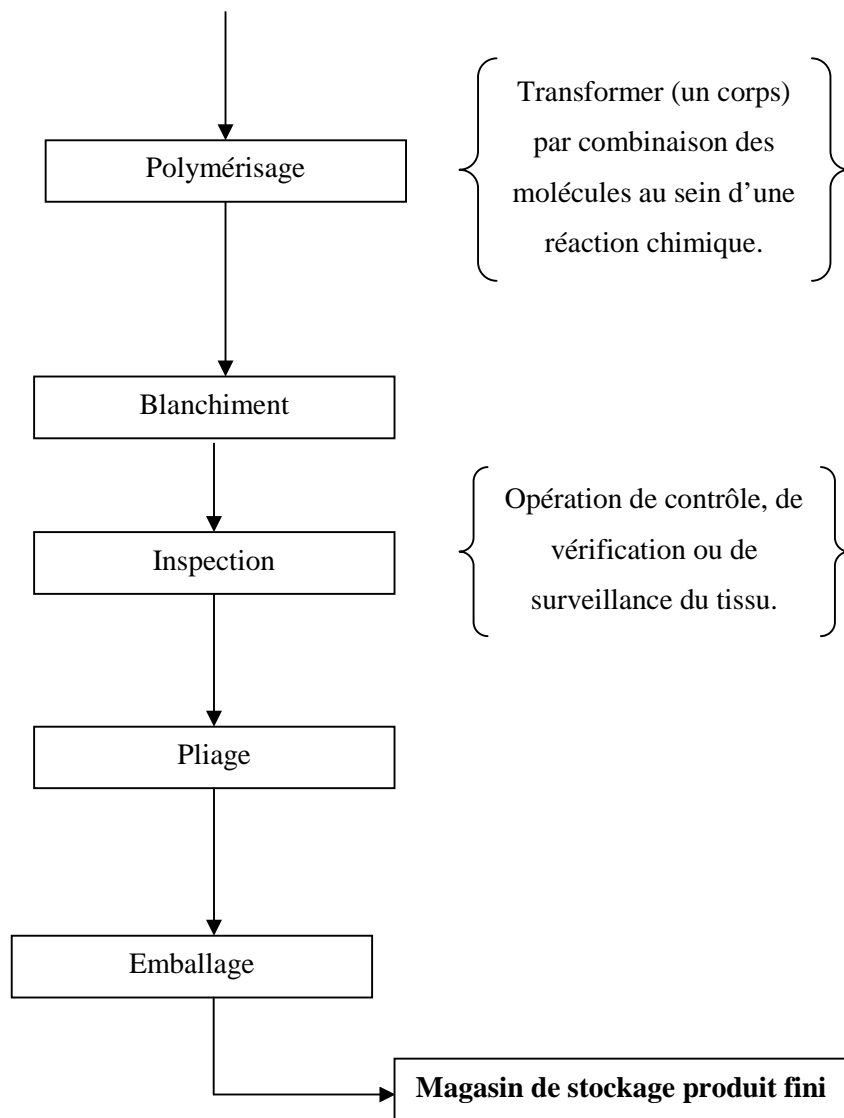 Polymérisage
Transformer (un corps)
par combinaison des
molécules au sein d’une
réaction chimique.
Blanchiment
Inspection
Opération de contrôle, de
vérification ou de
surveillance du tissu.
Pliage
Emballage
Magasin de stockage produit fini